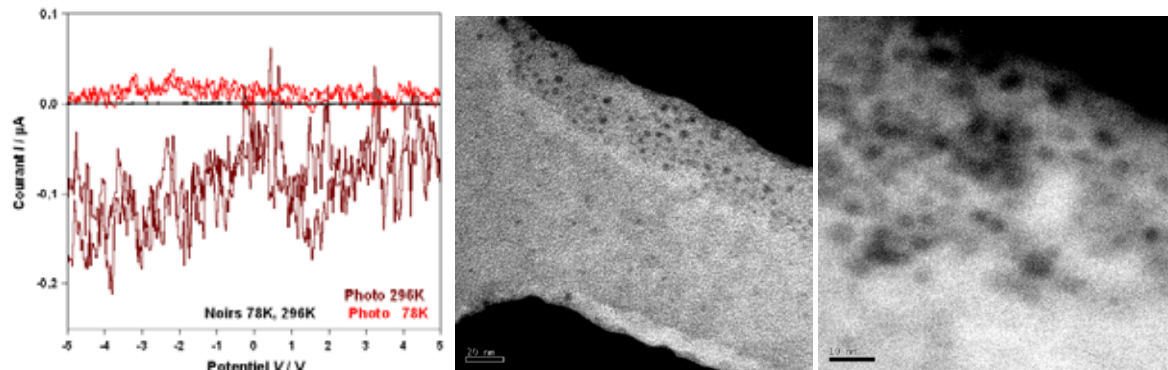 0.1
0.0
-0.1
-0.2
Courant I / µA
Photo 296K
Noirs 78K, 296K Photo 78K
-5 -4 -3 -2 -1 0 1 2 3 4 5
Potentiel V / V
20 nm
10 nm